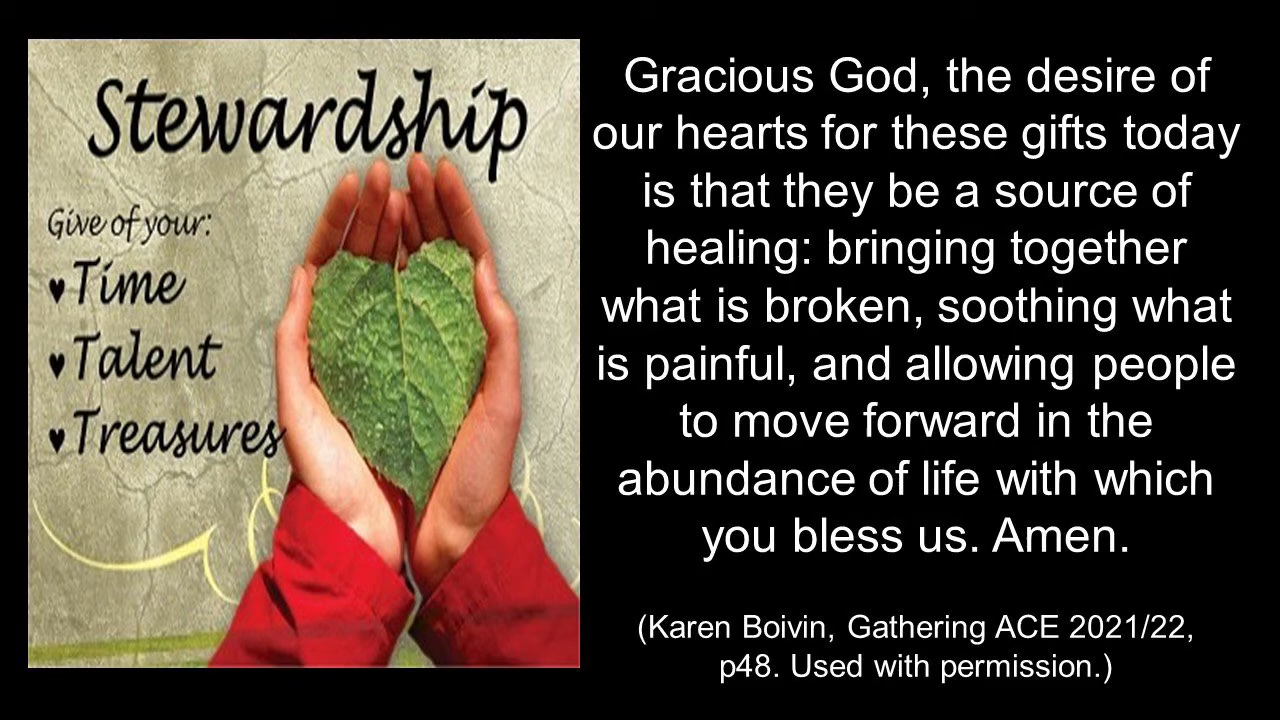 Stewardship
Give of your:
♥Time
♥Talent
♥Treasures
Gracious God, the desire of
our hearts for these gifts today
is that they be a source of
healing: bringing together
what is broken, soothing what
is painful, and allowing people
to move forward in the
abundance of life with which
you bless us. Amen.
(Karen Boivin, Gathering ACE 2021/22,
p48. Used with permission.)